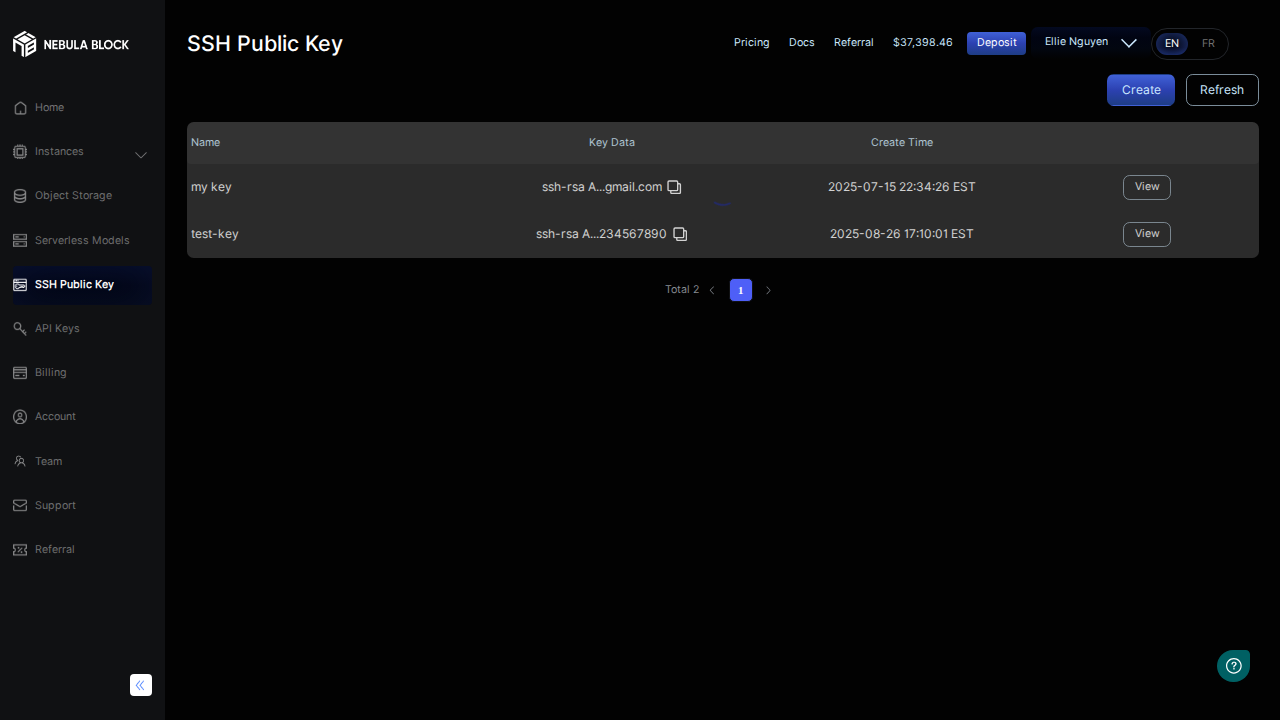 NEBULA BLOCK
SSH Public Key
Pricing Docs Referral $37,398.46 Deposit Ellie Nguyen EN FR
Create Refresh
Home
Instances
Object Storage
Serverless Models
SSH Public Key
API Keys
Billing
Account
Team
Support
Referral
Name Key Data Create Time
my key ssh-rsa A...gmail.com 2025-07-15 22:34:26 EST View
test-key ssh-rsa A...234567890 2025-08-26 17:10:01 EST View
Total 2 1